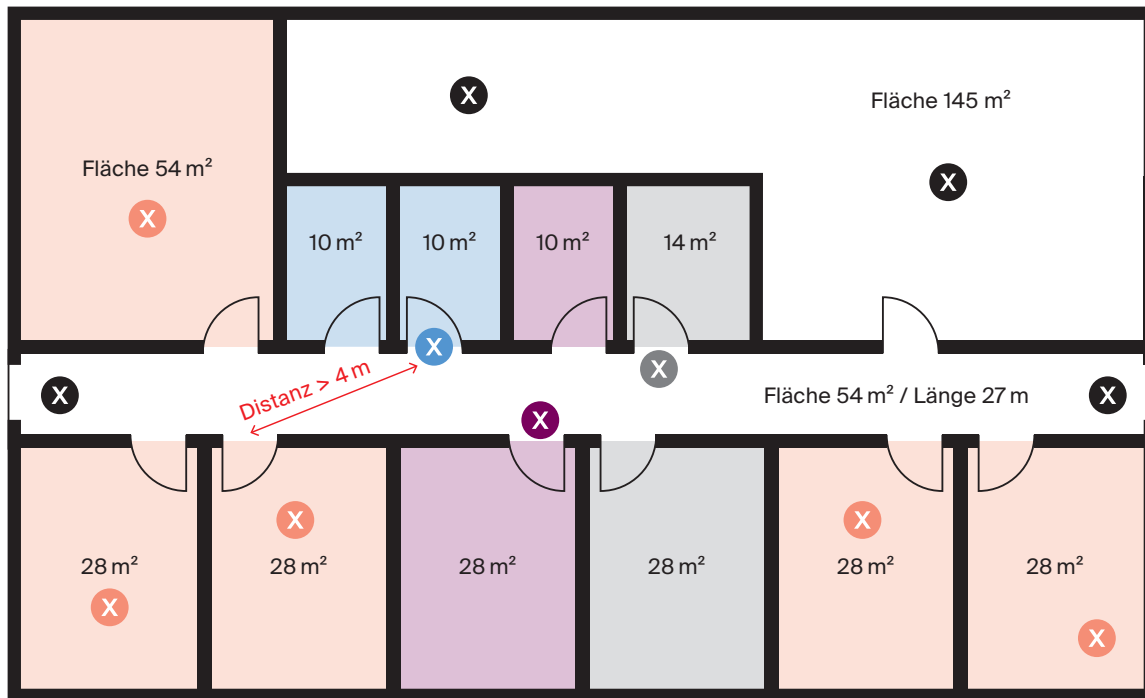 X
Fläche 145 m²
Fläche 54 m²
X
X
10 m²
10 m²
10 m²
14 m²
X
X
Distanz > 4 m
X
Fläche 54 m² / Länge 27 m
X
X
X
X
28 m²
28 m²
28 m²
28 m²
28 m²
28 m²
X
X